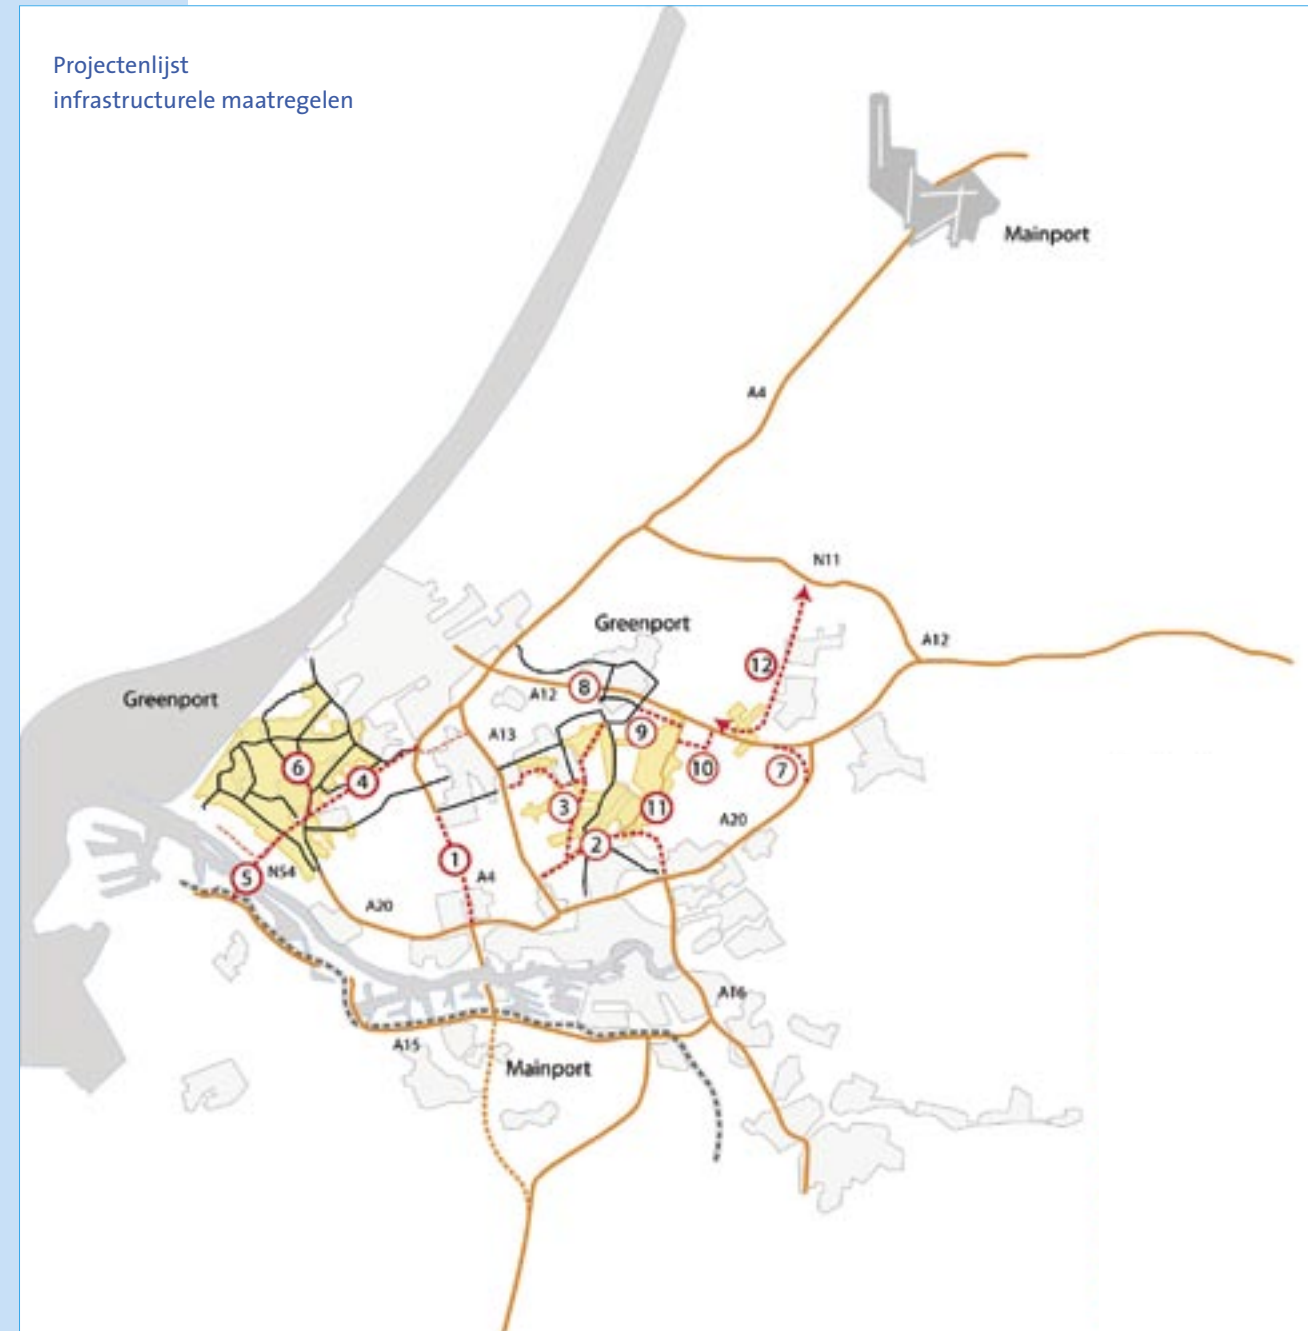 Projectenlijst
infrastructurele maatregelen
Mainport
A4
N11
Greenport
A12
12
Greenport
8
A12
9
A13
6
4
10
7
3
11
A20
2
1
5
N54
A4
A20
A16
A15
Mainport